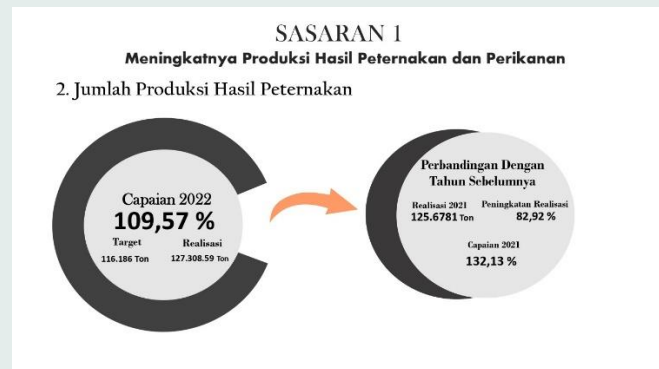 SASARAN 1
Meningkatnya Produksi Hasil Peternakan dan Perikanan
2. Jumlah Produksi Hasil Peternakan
Capaian 2022
109,57 %
Target
Realisasi
116.186 Ton
127.308.59 Ton
Perbandingan Dengan
Tahun Sebelumnya
Realisasi 2021
Peningkatan Realisasi
125.6781 Ton
82,92 %
Capaian 2021
132,13 %